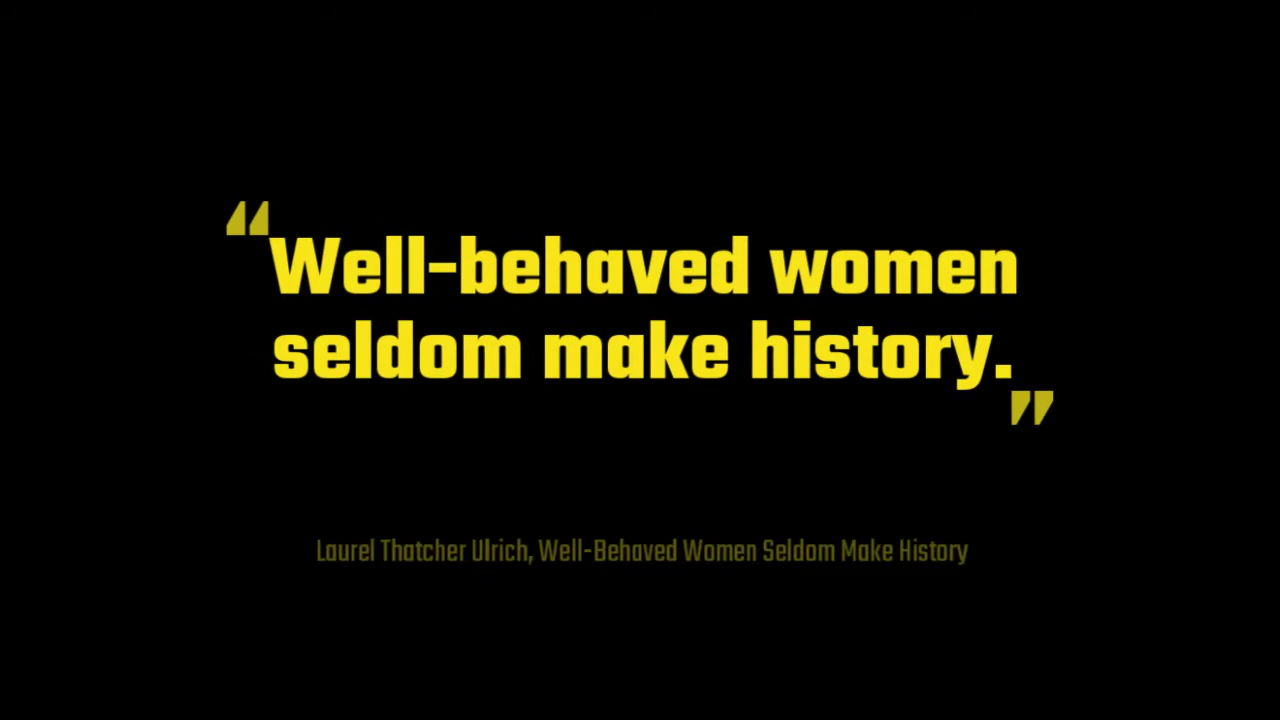 “Well-behaved women
seldom make history.”
Laurel Thatcher Ulrich, Well-Behaved Women Seldom Make History